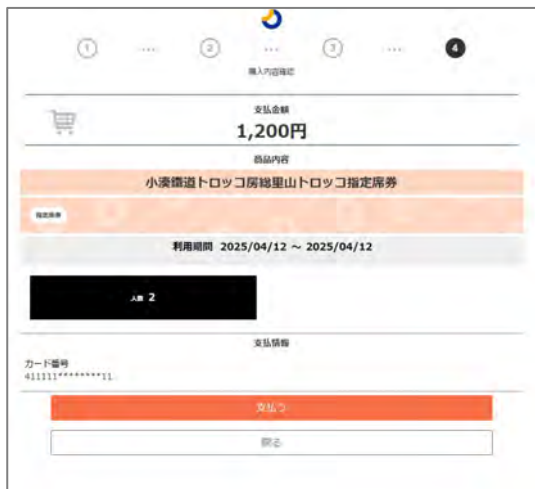 1 … 2 … 3 … 4
購入内容確認
支払金額
1,200円
商品内容
小湊鐵道トロッコ房総里山トロッコ指定席券
指定席券
利用期間 2025/04/12 ～ 2025/04/12
人数 2
支払情報
カード番号
411111********11
支払う
戻る